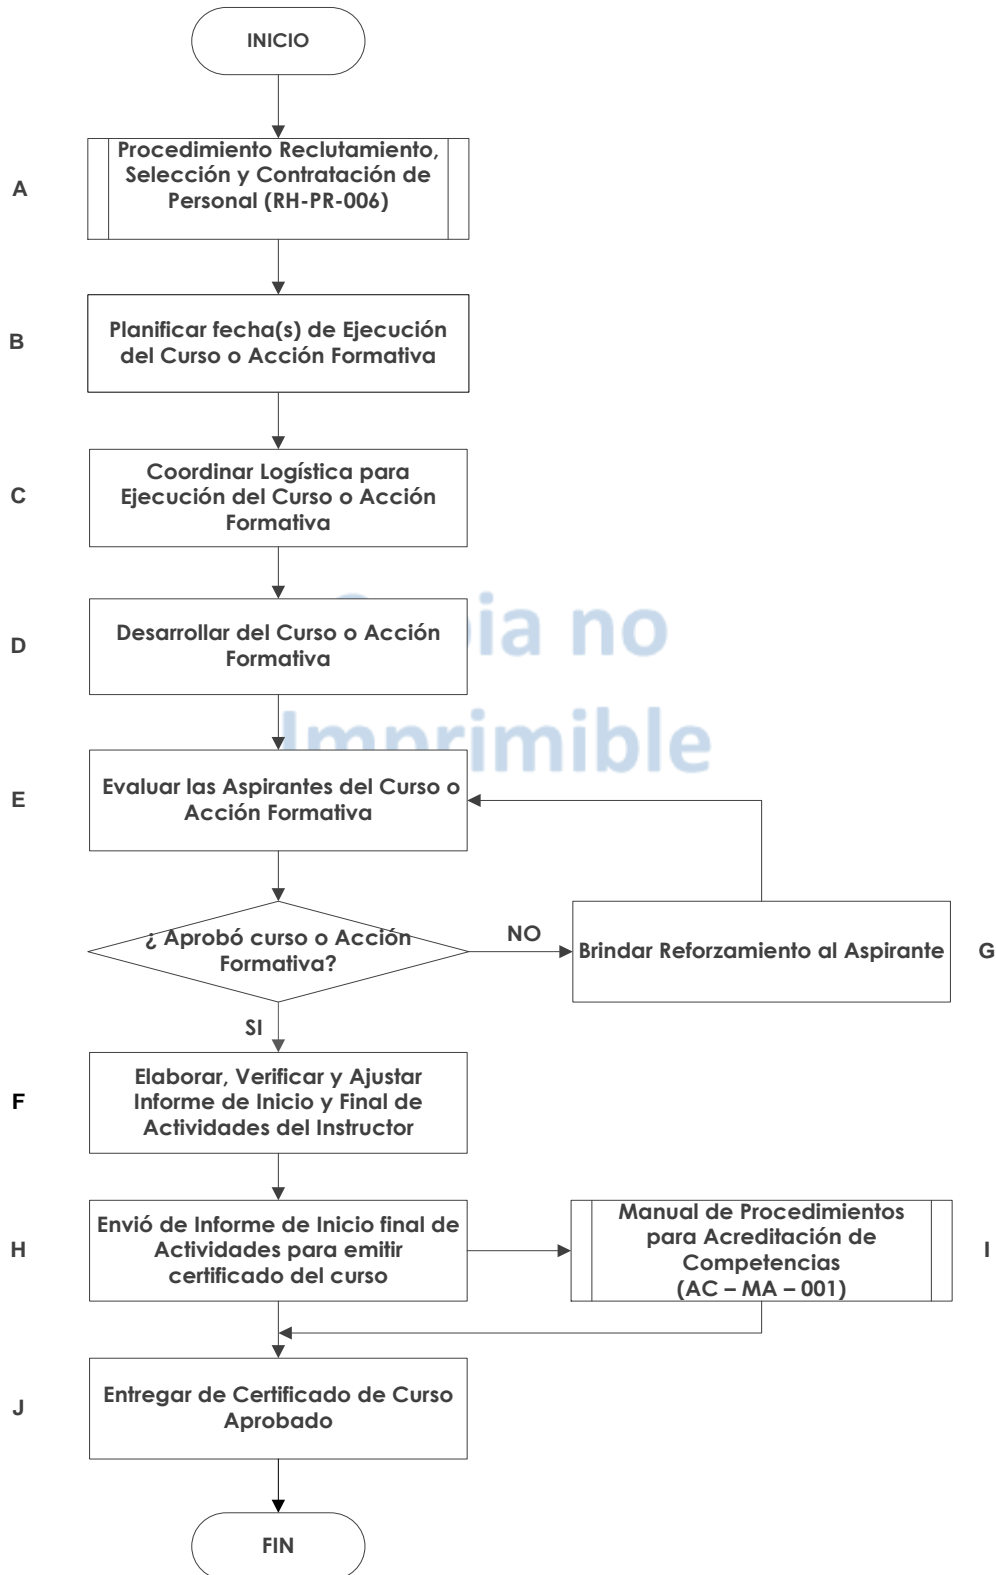 INICIO
A
Procedimiento Reclutamiento,
Selección y Contratación de
Personal (RH-PR-006)
B
Planificar fecha(s) de Ejecución
del Curso o Acción Formativa
C
Coordinar Logística para
Ejecución del Curso o Acción
Formativa
D
Desarrollar del Curso o Acción
Formativa
no
Imprimible
E
Evaluar las Aspirantes del Curso o
Acción Formativa
¿ Aprobó curso o Acción
Formativa?
NO
Brindar Reforzamiento al Aspirante
G
SI
F
Elaborar, Verificar y Ajustar
Informe de Inicio y Final de
Actividades del Instructor
H
Envió de Informe de Inicio final de
Actividades para emitir
certificado del curso
Manual de Procedimientos
para Acreditación de
Competencias
(AC – MA – 001)
I
J
Entregar de Certificado de Curso
Aprobado
FIN